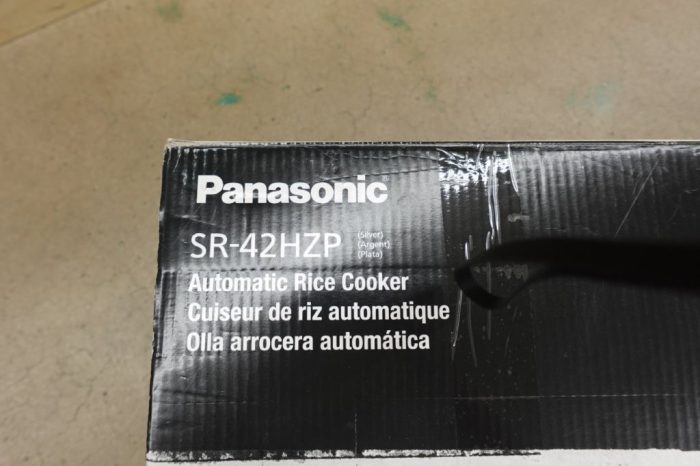 Panasonic®
SR-42HZP
(Silver)
(Argent)
(Plata)
Automatic Rice Cooker
Cuiseur de riz automatique
Olla arrocera automática